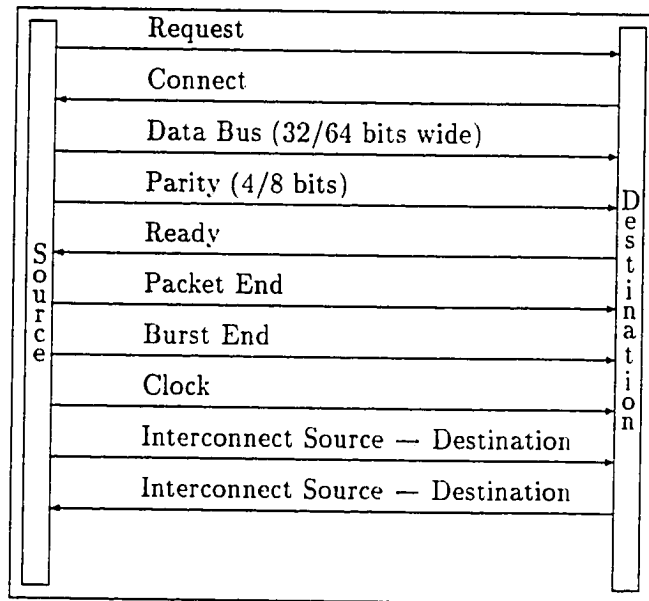 Request
Connect
Data Bus (32/64 bits wide)
Parity (4/8 bits)
Ready
Packet End
Burst End
Clock
Interconnect Source — Destination
Interconnect Source — Destination
Source
Destination